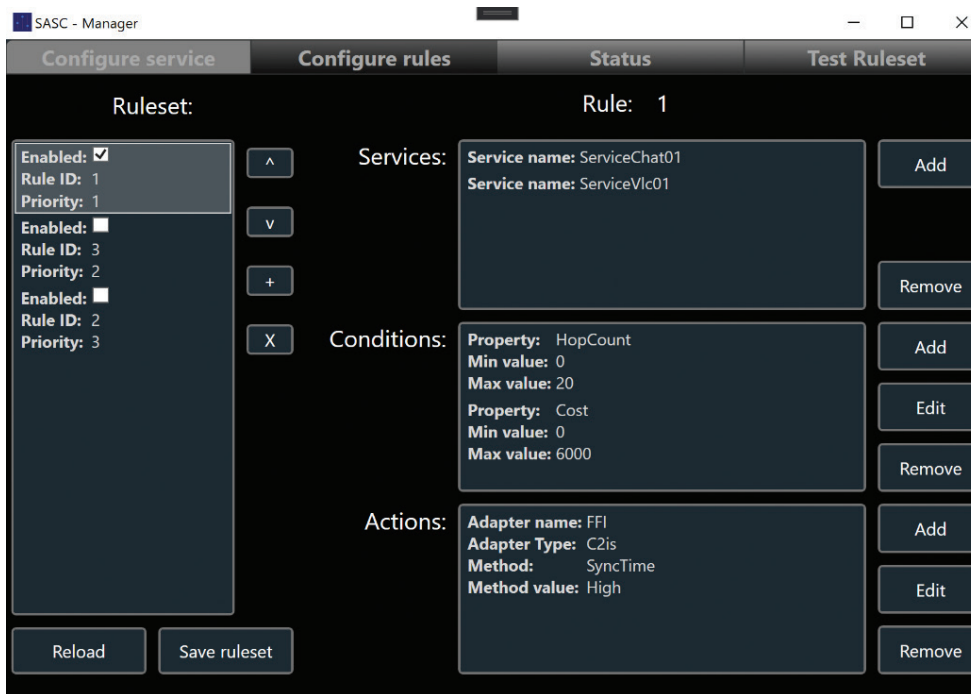 SASC - Manager
Configure service
Configure rules
Status
Test Ruleset
Ruleset:
Rule: 1
Enabled:
Rule ID: 1
Priority: 1
Enabled:
Rule ID: 3
Priority: 2
Enabled:
Rule ID: 2
Priority: 3
^
v
+
X
Reload
Save ruleset
Services:
Service name: ServiceChat01
Service name: ServiceVlc01
Add
Remove
Conditions:
Property: HopCount
Min value: 0
Max value: 20
Property: Cost
Min value: 0
Max value: 6000
Add
Edit
Remove
Actions:
Adapter name: FFI
Adapter Type: C2is
Method: SyncTime
Method value: High
Add
Edit
Remove